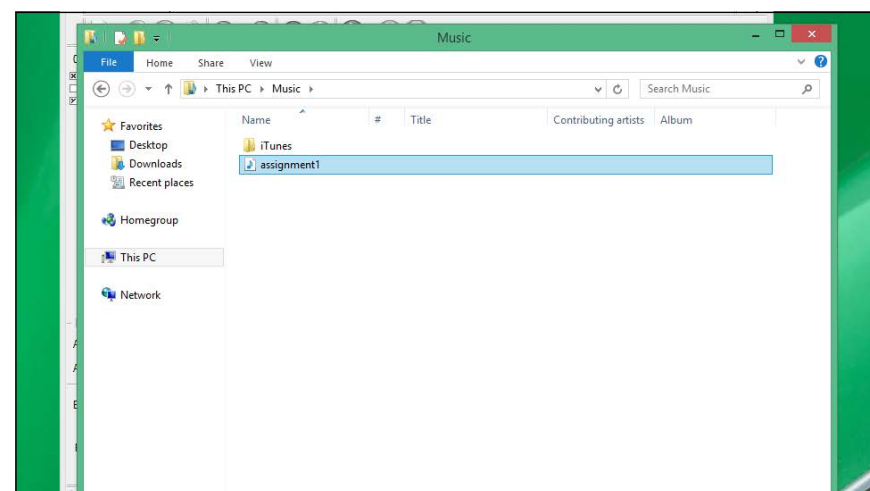 Music
File Home Share View
This PC Music
Search Music
Name # Title Contributing artists Album
Favorites
Desktop
Downloads
Recent places
Homegroup
This PC
Network
iTunes
assignment1